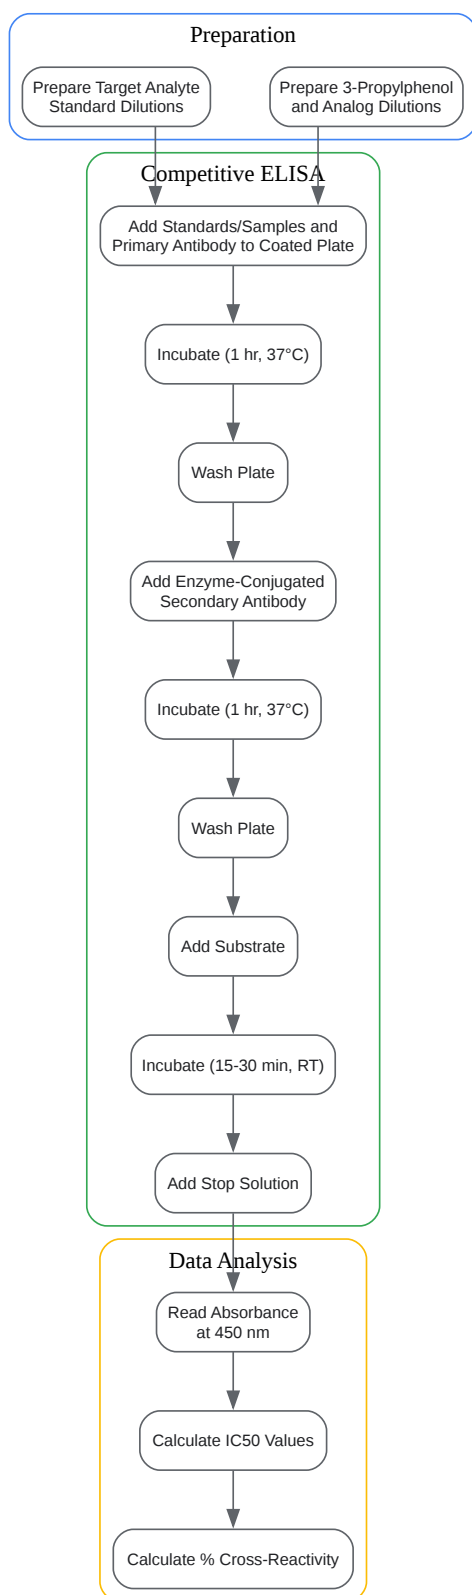 Preparation
Prepare Target Analyte
Standard Dilutions
Prepare 3-Propylphenol
and Analog Dilutions
Competitive ELISA
Add Standards/Samples and
Primary Antibody to Coated Plate
Incubate (1 hr, 37°C)
Wash Plate
Add Enzyme-Conjugated
Secondary Antibody
Incubate (1 hr, 37°C)
Wash Plate
Add Substrate
Incubate (15-30 min, RT)
Add Stop Solution
Data Analysis
Read Absorbance
at 450 nm
Calculate IC50 Values
Calculate % Cross-Reactivity